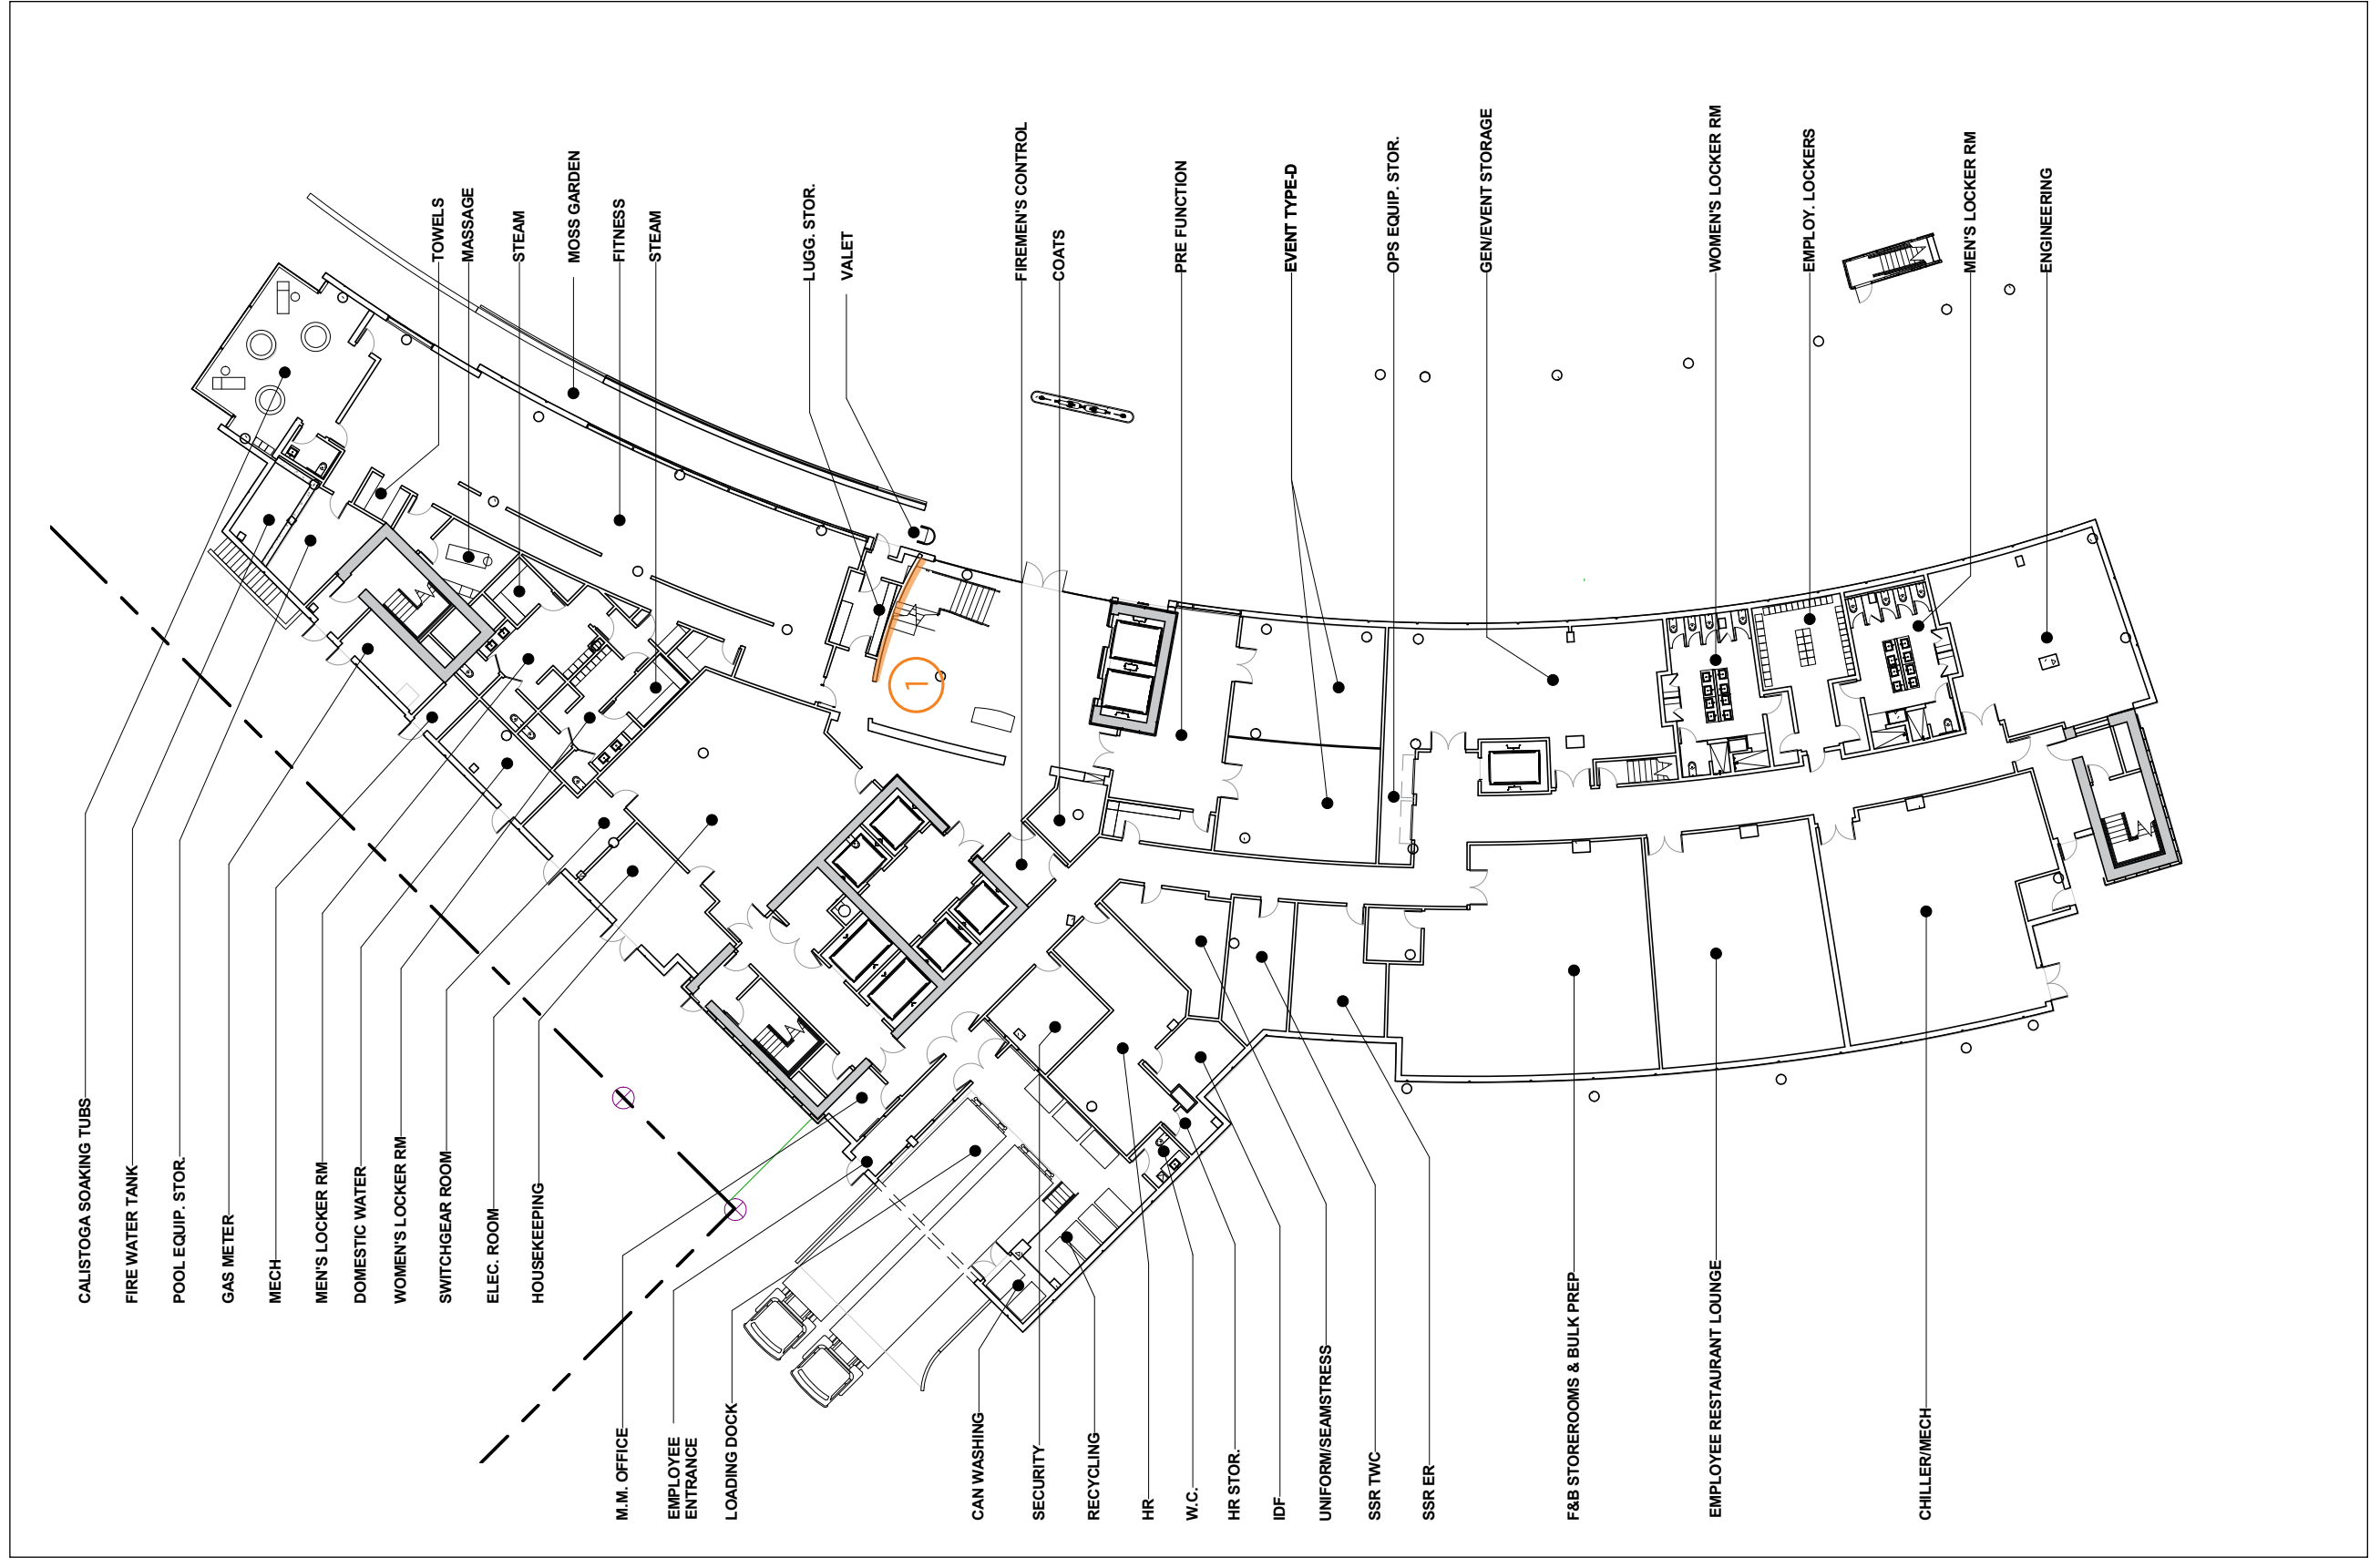 TOWELS
MASSAGE
STEAM
MOSS GARDEN
FITNESS
STEAM
LUGG. STOR.
VALET
FIREMEN'S CONTROL
COATS
PRE FUNCTION
EVENT TYPE-D
OPS EQUIP. STOR.
GEN/EVENT STORAGE
WOMEN'S LOCKER RM
EMPLOY. LOCKERS
MEN'S LOCKER RM
ENGINEERING
1
CALISTOGA SOAKING TUBS
FIRE WATER TANK
POOL EQUIP. STOR.
GAS METER
MECH
MEN'S LOCKER RM
DOMESTIC WATER
WOMEN'S LOCKER RM
SWITCHGEAR ROOM
ELEC. ROOM
HOUSEKEEPING
M.M. OFFICE
EMPLOYEE
ENTRANCE
LOADING DOCK
CAN WASHING
SECURITY
RECYCLING
HR
W.C.
HR STOR.
IDF
UNIFORM/SEAMSTRESS
SSR TWC
SSR ER
F&B STOREROOMS & BULK PREP
EMPLOYEE RESTAURANT LOUNGE
CHILLER/MECH